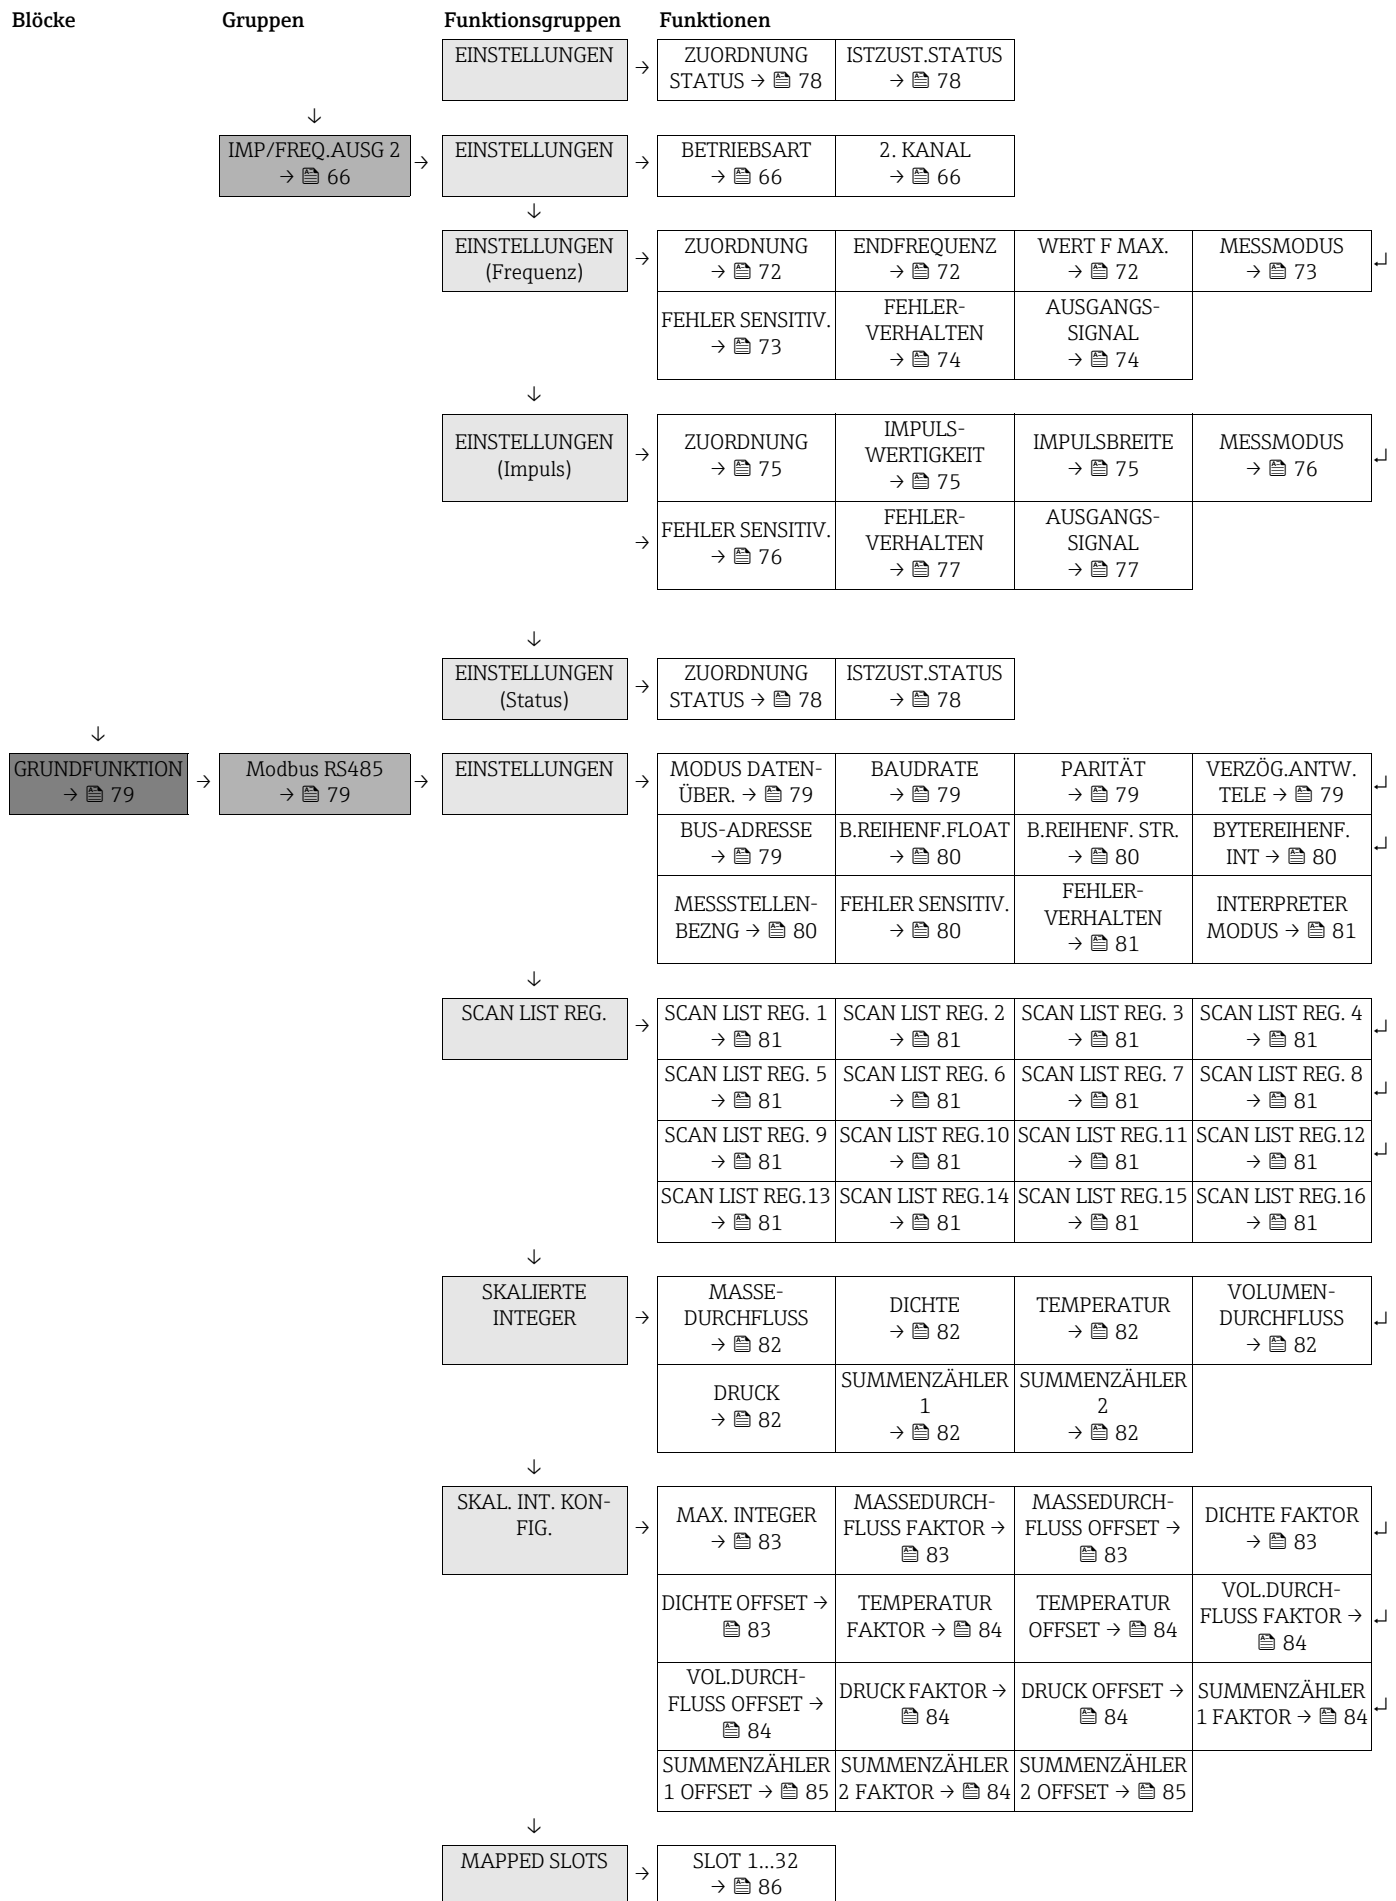 Blöcke Gruppen Funktionsgruppen Funktionen
EINSTELLUNGEN → ZUORDNUNG STATUS → 78 ISTZUST.STATUS → 78
↓
IMP/FREQ.AUSG 2 → 66 → EINSTELLUNGEN → BETRIEBSART → 66 2. KANAL → 66
↓
EINSTELLUNGEN (Frequenz) → ZUORDNUNG → 72 ENDFREQUENZ → 72 WERT F MAX. → 72 MESSMODUS → 73 ↵
FEHLER SENSITIV. → 73 FEHLER-VERHALTEN → 74 AUSGANGS-SIGNAL → 74
↓
EINSTELLUNGEN (Impuls) → ZUORDNUNG → 75 IMPULS-WERTIGKEIT → 75 IMPULSBREITE → 75 MESSMODUS → 76 ↵
→ FEHLER SENSITIV. → 76 FEHLER-VERHALTEN → 77 AUSGANGS-SIGNAL → 77
↓
EINSTELLUNGEN (Status) → ZUORDNUNG STATUS → 78 ISTZUST.STATUS → 78
↓
GRUNDFUNKTION → 79 → Modbus RS485 → 79 → EINSTELLUNGEN → MODUS DATEN-ÜBER. → 79 BAUDRATE → 79 PARITÄT → 79 VERZÖG.ANTW. TELE → 79 ↵
BUS-ADRESSE → 79 B.REIHENF.FLOAT → 80 B.REIHENF. STR. → 80 BYTEREIHENF. INT → 80 ↵
MESSSTELLEN-BEZNG → 80 FEHLER SENSITIV. → 80 FEHLER-VERHALTEN → 81 INTERPRETER MODUS → 81
↓
SCAN LIST REG. → SCAN LIST REG. 1 → 81 SCAN LIST REG. 2 → 81 SCAN LIST REG. 3 → 81 SCAN LIST REG. 4 → 81 ↵
SCAN LIST REG. 5 → 81 SCAN LIST REG. 6 → 81 SCAN LIST REG. 7 → 81 SCAN LIST REG. 8 → 81 ↵
SCAN LIST REG. 9 → 81 SCAN LIST REG.10 → 81 SCAN LIST REG.11 → 81 SCAN LIST REG.12 → 81 ↵
SCAN LIST REG.13 → 81 SCAN LIST REG.14 → 81 SCAN LIST REG.15 → 81 SCAN LIST REG.16 → 81
↓
SKALIERTE INTEGER → MASSE-DURCHFLUSS → 82 DICHTE → 82 TEMPERATUR → 82 VOLUMEN-DURCHFLUSS → 82 ↵
DRUCK → 82 SUMMENZÄHLER 1 → 82 SUMMENZÄHLER 2 → 82
↓
SKAL. INT. KON-FIG. → MAX. INTEGER → 83 MASSEDURCH-FLUSS FAKTOR → 83 MASSEDURCH-FLUSS OFFSET → 83 DICHTE FAKTOR → 83 ↵
DICHTE OFFSET → 83 TEMPERATUR FAKTOR → 84 TEMPERATUR OFFSET → 84 VOL.DURCH-FLUSS FAKTOR → 84 ↵
VOL.DURCH-FLUSS OFFSET → 84 DRUCK FAKTOR → 84 DRUCK OFFSET → 84 SUMMENZÄHLER 1 FAKTOR → 84 ↵
SUMMENZÄHLER 1 OFFSET → 85 SUMMENZÄHLER 2 FAKTOR → 84 SUMMENZÄHLER 2 OFFSET → 85
↓
MAPPED SLOTS → SLOT 1...32 → 86